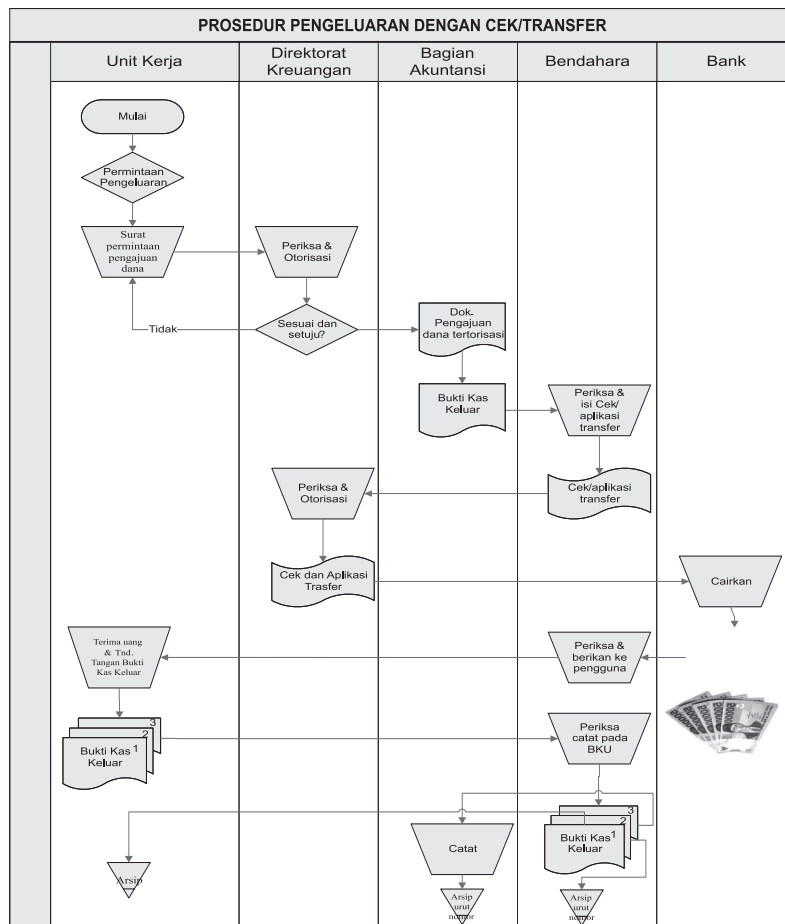 PROSEDUR PENGELUARAN DENGAN CEK/TRANSFER
Unit Kerja
Direktorat
Kreuangan
Bagian
Akuntansi
Bendahara
Bank
Mulai
Permintaan
Pengeluaran
Surat
permintaan
pengajuan
dana
Periksa &
Otorisasi
Tidak
Sesuai dan
setuju?
Dok.
Pengajuan
dana tertorisasi
Bukti Kas
Keluar
Periksa &
isi Cek/
aplikasi
transfer
Cek/aplikasi
transfer
Periksa &
Otorisasi
Cek dan Aplikasi
Trasfer
Cairkan
Terima uang
& Tnd.
Tangan Bukti
Kas Keluar
Periksa &
berikan ke
pengguna
3
2
Bukti Kas 1
Keluar
Periksa
catat pada
BKU
3
2
Bukti Kas 1
Keluar
Catat
Arsip
Arsip
urut
nomor
Arsip
urut
nomor